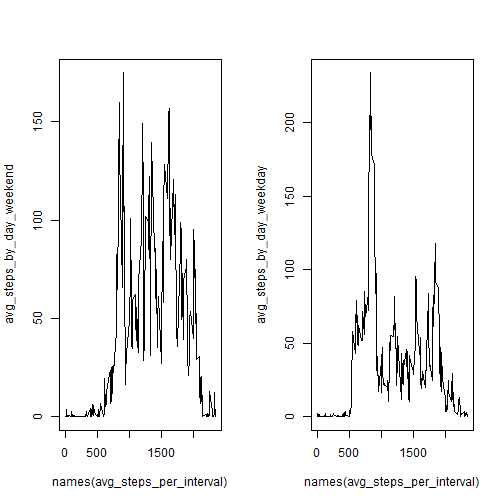 avg_steps_by_day_weekend
0 50 100 150
0 500 1500
names(avg_steps_per_interval)
avg_steps_by_day_weekday
0 50 100 150 200
0 500 1500
names(avg_steps_per_interval)